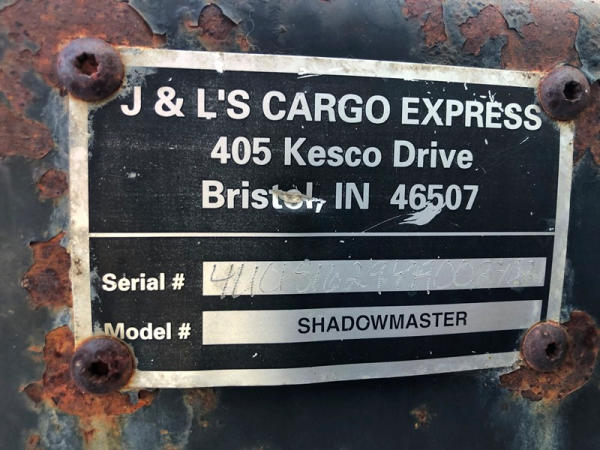 J & L'S CARGO EXPRESS
405 Kesco Drive
Bristol, IN 46507
Serial #
Model # SHADOWMASTER